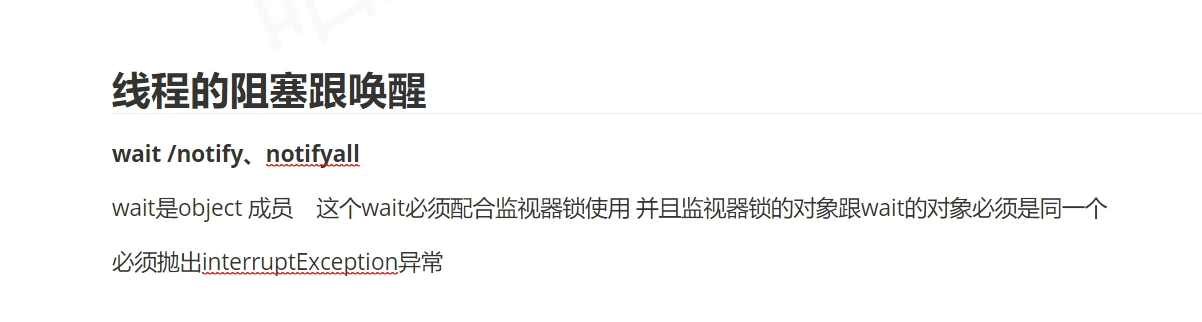 线程的阻塞跟唤醒
wait /notify、notifyall
wait是object 成员　这个wait必须配合监视器锁使用 并且监视器锁的对象跟wait的对象必须是同一个
必须抛出interruptException异常